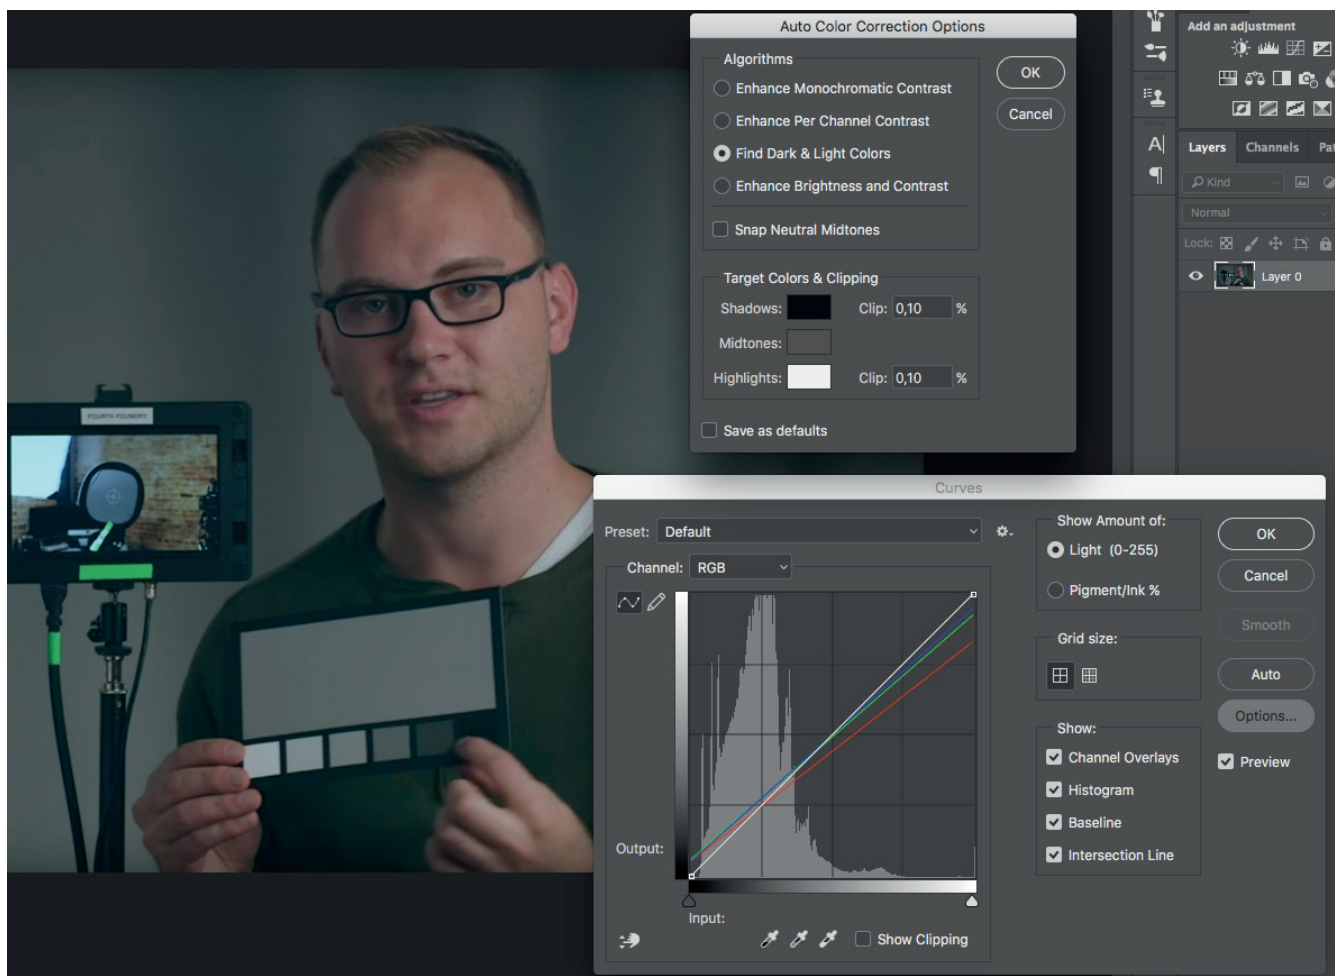 Auto Color Correction Options
Algorithms
Enhance Monochromatic Contrast
Enhance Per Channel Contrast
Find Dark & Light Colors
Enhance Brightness and Contrast
Snap Neutral Midtones
Target Colors & Clipping
Shadows: Clip: 0,10 %
Midtones:
Highlights: Clip: 0,10 %
Save as defaults
OK
Cancel
Add an adjustment
A
Layers Channels Pat
Kind
Normal
Lock:
Layer 0
FOURTH FOUNDRY
Curves
Preset: Default
Channel: RGB
Output:
Input:
Show Clipping
Show Amount of:
Light (0-255)
Pigment/Ink %
Grid size:
Show:
Channel Overlays
Histogram
Baseline
Intersection Line
OK
Cancel
Smooth
Auto
Options...
Preview